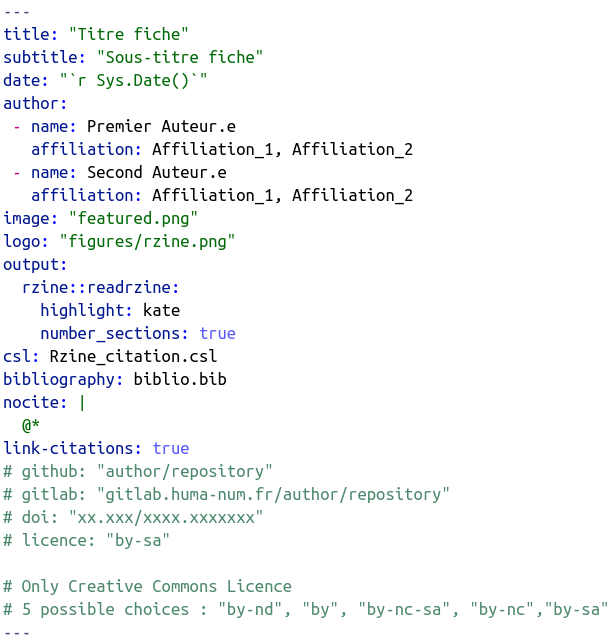 ---
title: "Titre fiche"
subtitle: "Sous-titre fiche"
date: "`r Sys.Date()`"
author:
 - name: Premier Auteur.e
   affiliation: Affiliation_1, Affiliation_2
 - name: Second Auteur.e
   affiliation: Affiliation_1, Affiliation_2
image: "featured.png"
logo: "figures/rzine.png"
output:
  rzine::readrzine:
    highlight: kate
    number_sections: true
csl: Rzine_citation.csl
bibliography: biblio.bib
nocite: |
  @*
link-citations: true
# github: "author/repository"
# gitlab: "gitlab.huma-num.fr/author/repository"
# doi: "xx.xxx/xxxx.xxxxxxx"
# licence: "by-sa"

# Only Creative Commons Licence
# 5 possible choices : "by-nd", "by", "by-nc-sa", "by-nc","by-sa"
---